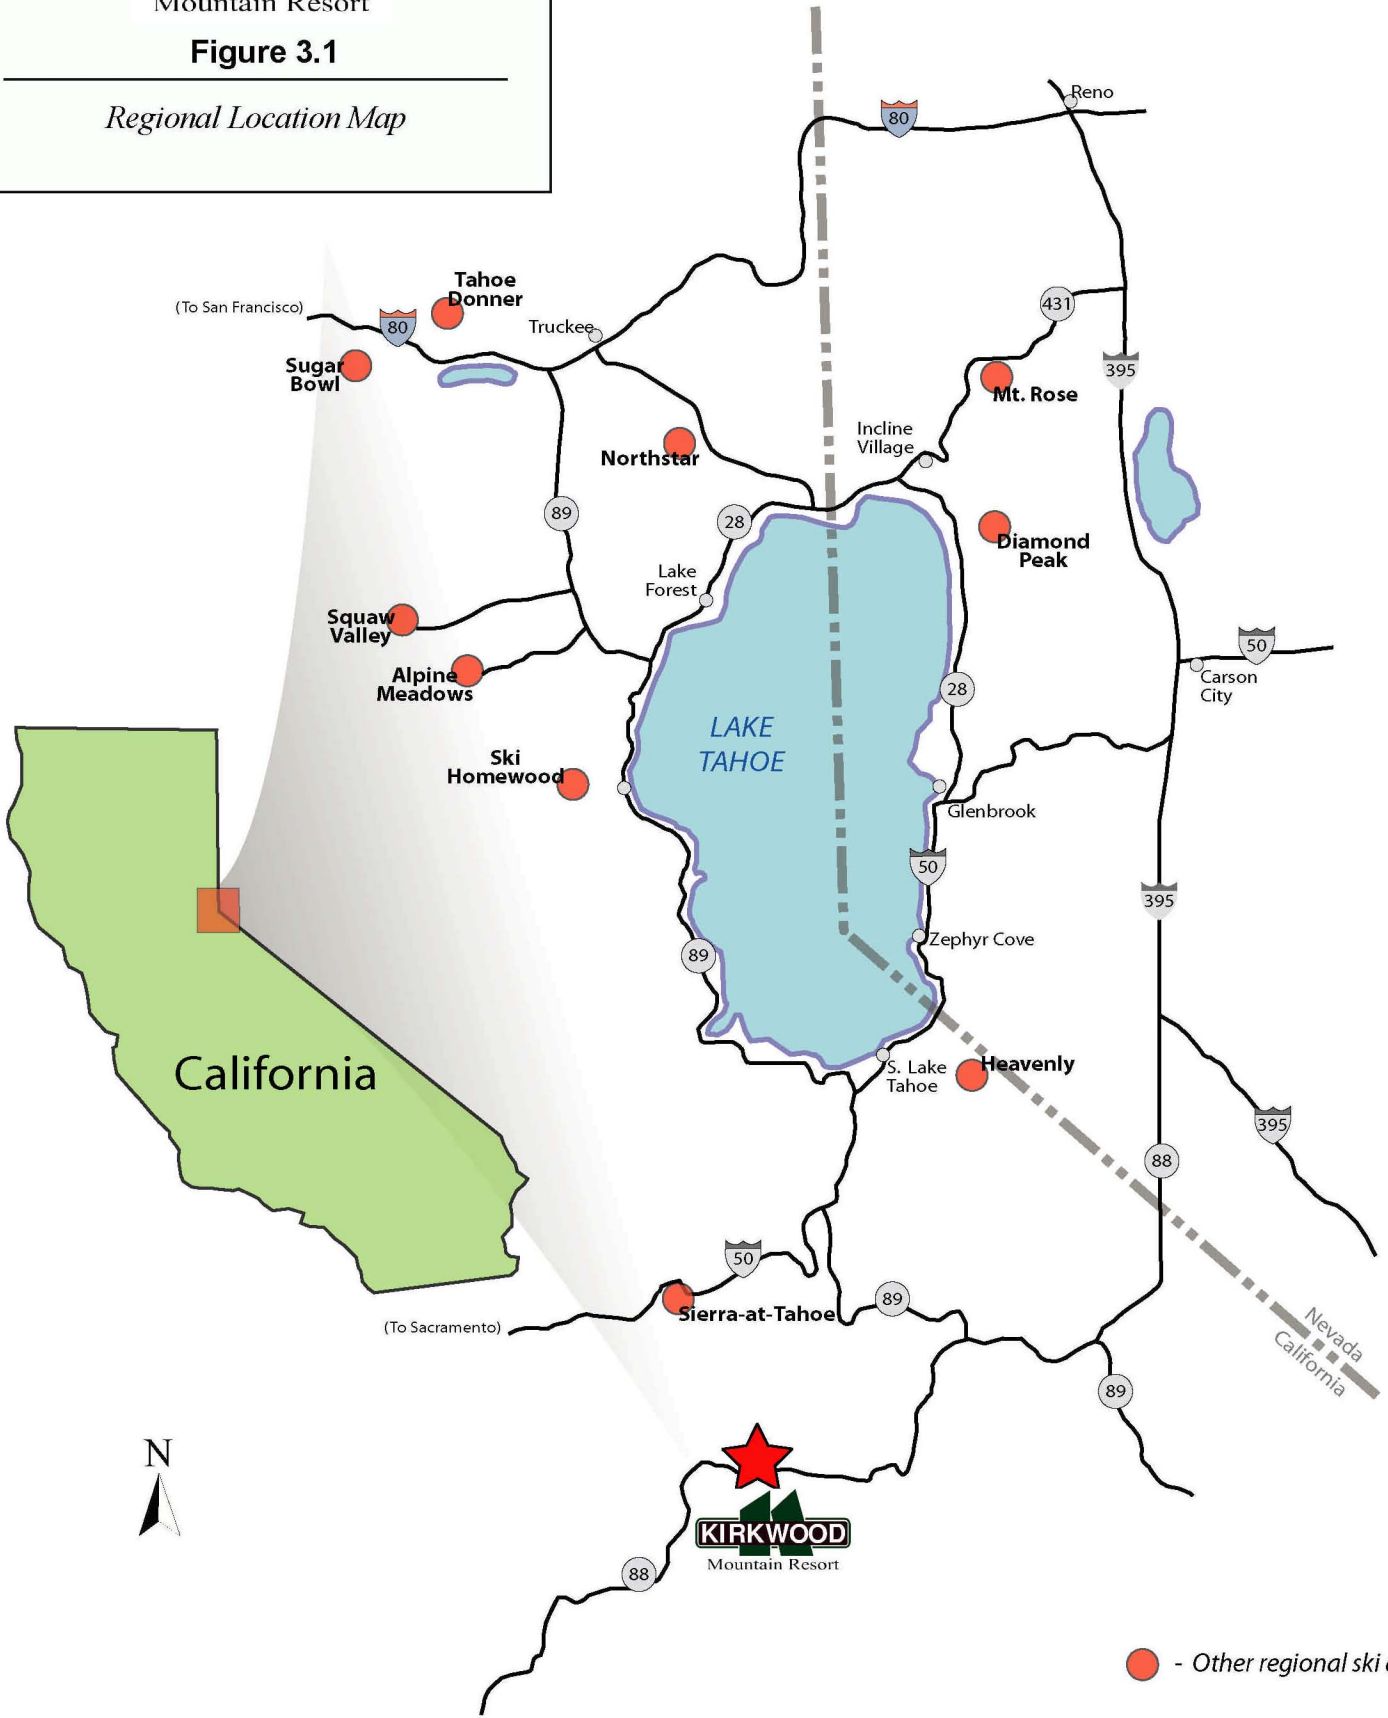 Mountain Resort
Figure 3.1
Regional Location Map
Reno
80
Tahoe
Donner
(To San Francisco)
80
Truckee
431
Sugar
Bowl
395
Mt. Rose
Incline
Village
Northstar
89
28
Diamond
Peak
Lake
Forest
Squaw
Valley
50
Alpine
Meadows
Carson
City
28
LAKE
TAHOE
Ski
Homewood
Glenbrook
50
395
Zephyr Cove
89
California
S. Lake
Tahoe
Heavenly
395
88
50
Sierra-at-Tahoe
89
(To Sacramento)
Nevada
California
89
N
KIRKWOOD
Mountain Resort
88
- Other regional ski